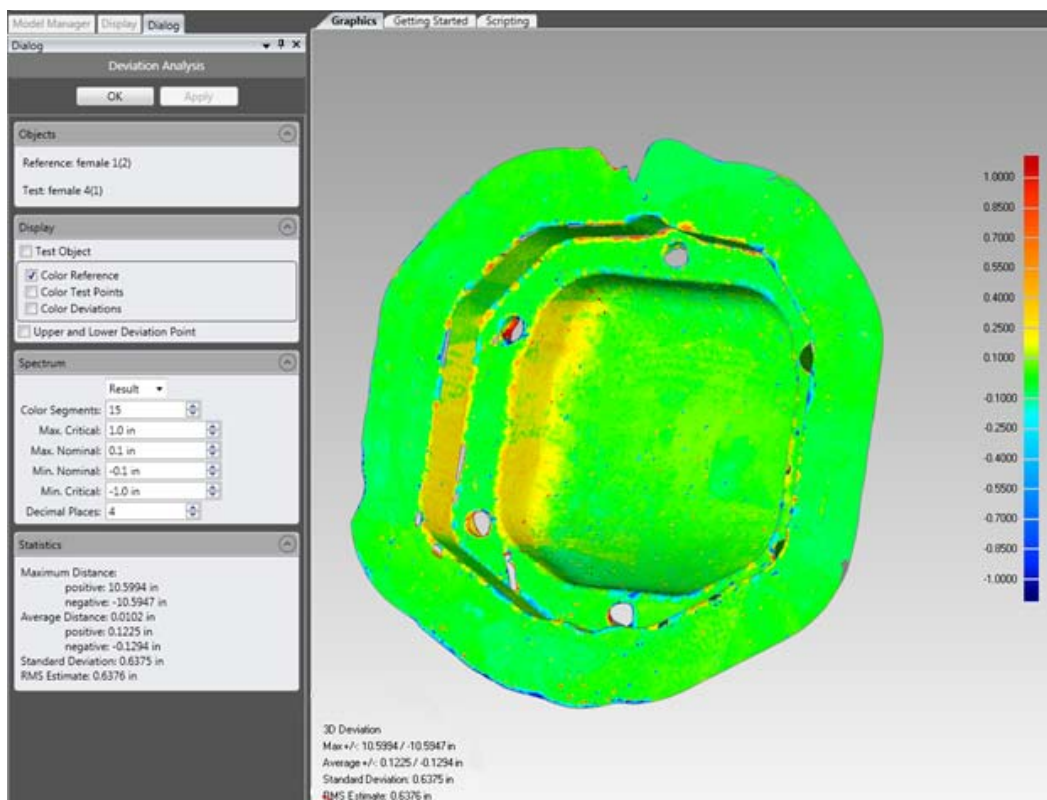 Model Manager Display Dialog
Dialog
Deviation Analysis
OK Apply
Objects
Reference: female 1(2)
Test: female 4(1)
Display
Test Object
Color Reference
Color Test Points
Color Deviations
Upper and Lower Deviation Point
Spectrum
Result
Color Segments: 15
Max. Critical: 1.0 in
Max. Nominal: 0.1 in
Min. Nominal: -0.1 in
Min. Critical: -1.0 in
Decimal Places: 4
Statistics
Maximum Distance:
positive: 10.5994 in
negative: -10.5947 in
Average Distance: 0.0102 in
positive: 0.1225 in
negative: -0.1294 in
Standard Deviation: 0.6375 in
RMS Estimate: 0.6376 in
Graphics Getting Started Scripting
1.0000
0.8500
0.7000
0.5500
0.4000
0.2500
0.1000
-0.1000
-0.2500
-0.4000
-0.5500
-0.7000
-0.8500
-1.0000
3D Deviation
Max +/-: 10.5994 / -10.5947 in
Average +/-: 0.1225 / -0.1294 in
Standard Deviation: 0.6375 in
RMS Estimate: 0.6376 in